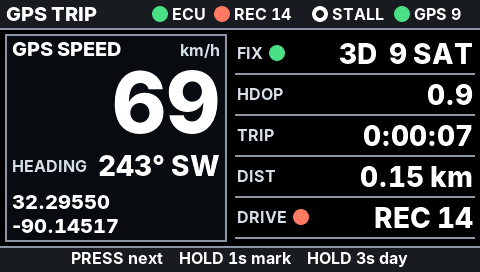 GPS TRIP ECU REC 14 STALL GPS 9
GPS SPEED km/h
69
HEADING 243° SW
32.29550
-90.14517
FIX 3D 9 SAT
HDOP 0.9
TRIP 0:00:07
DIST 0.15 km
DRIVE REC 14
PRESS next HOLD 1s mark HOLD 3s day